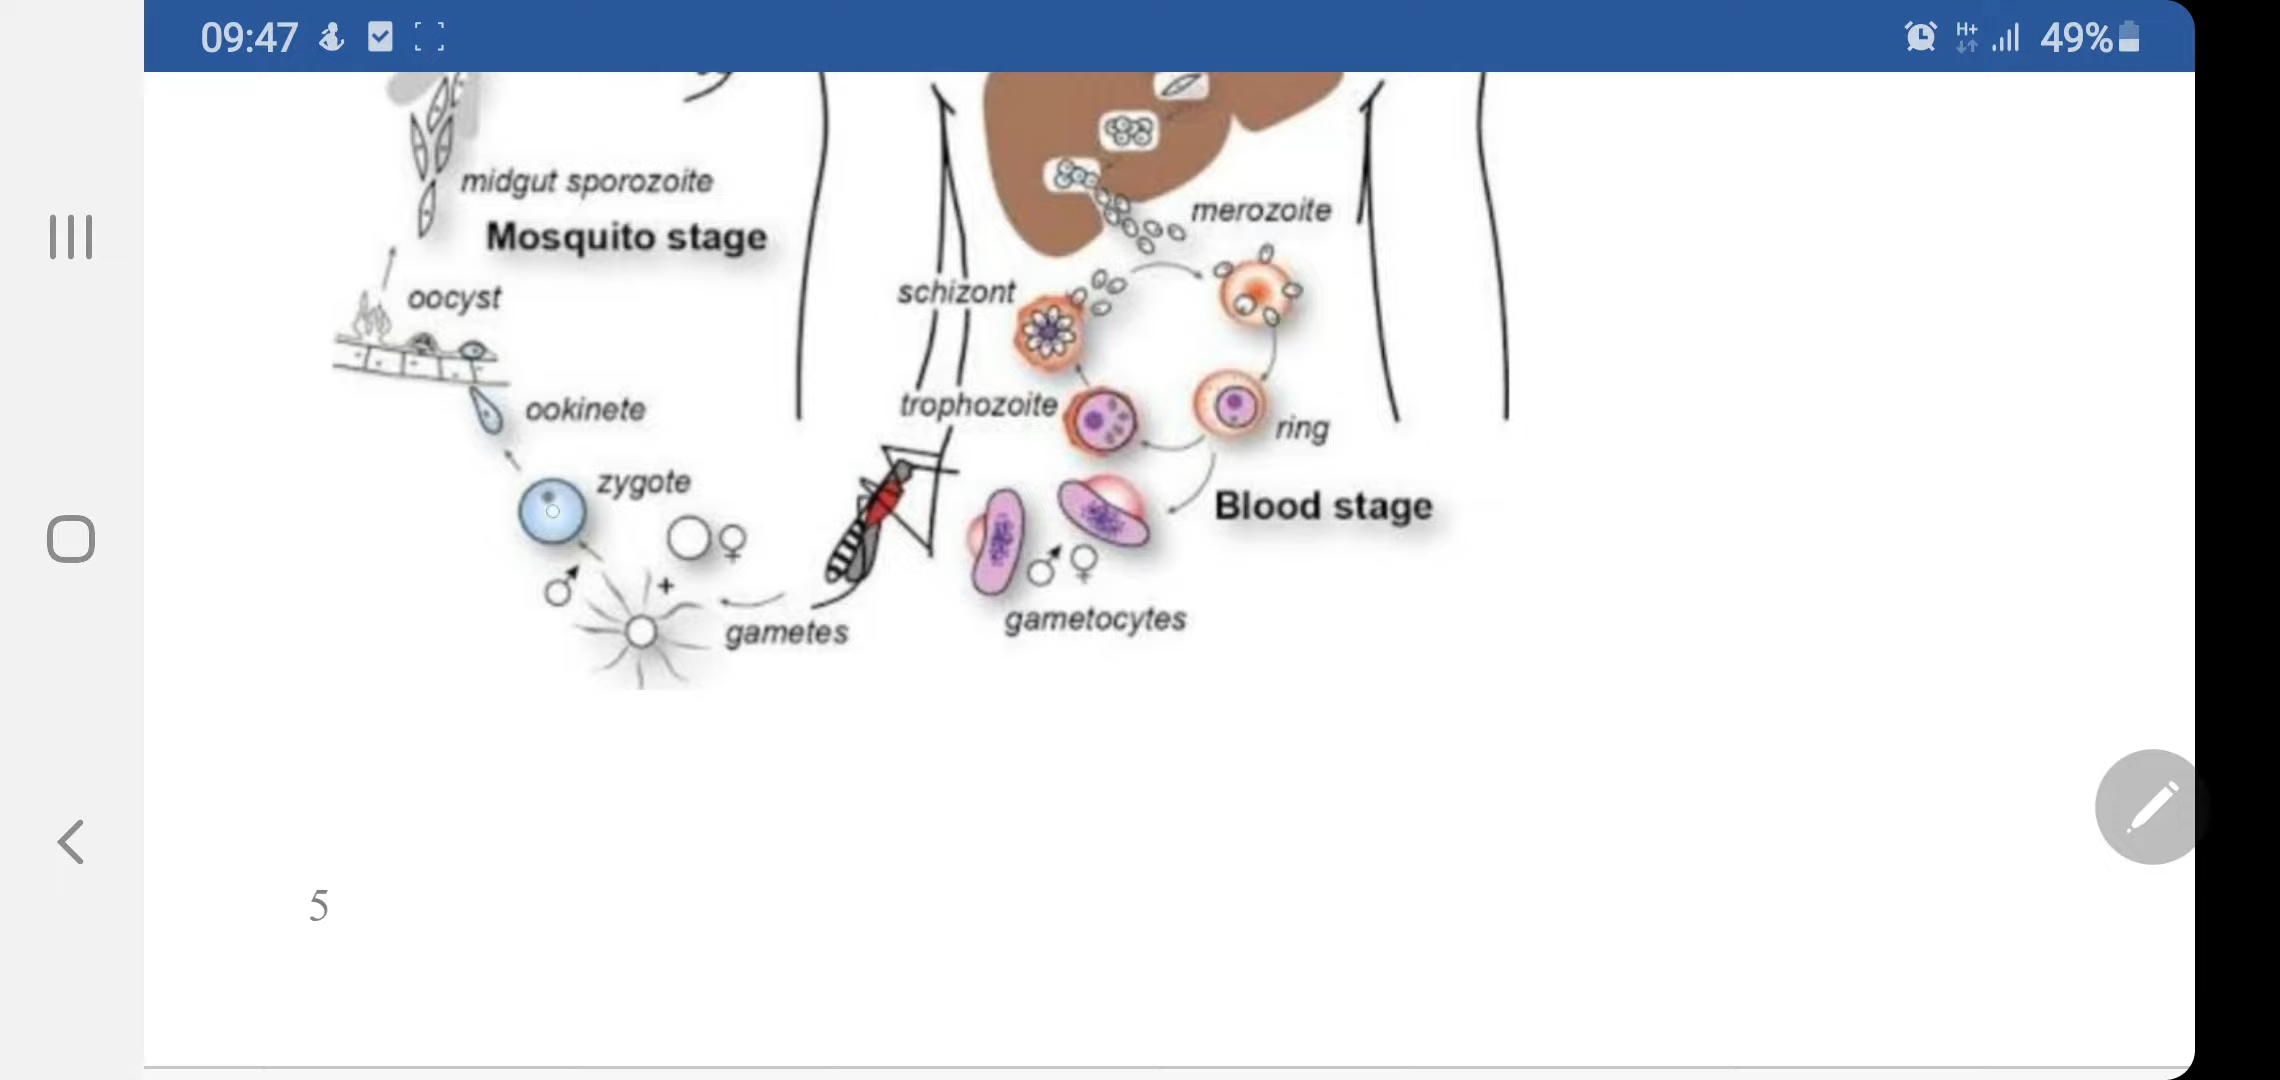 09:47
H+
49%
midgut sporozoite
Mosquito stage
oocyst
ookinete
zygote
+
gametes
merozoite
schizont
trophozoite
ring
Blood stage
gametocytes
5